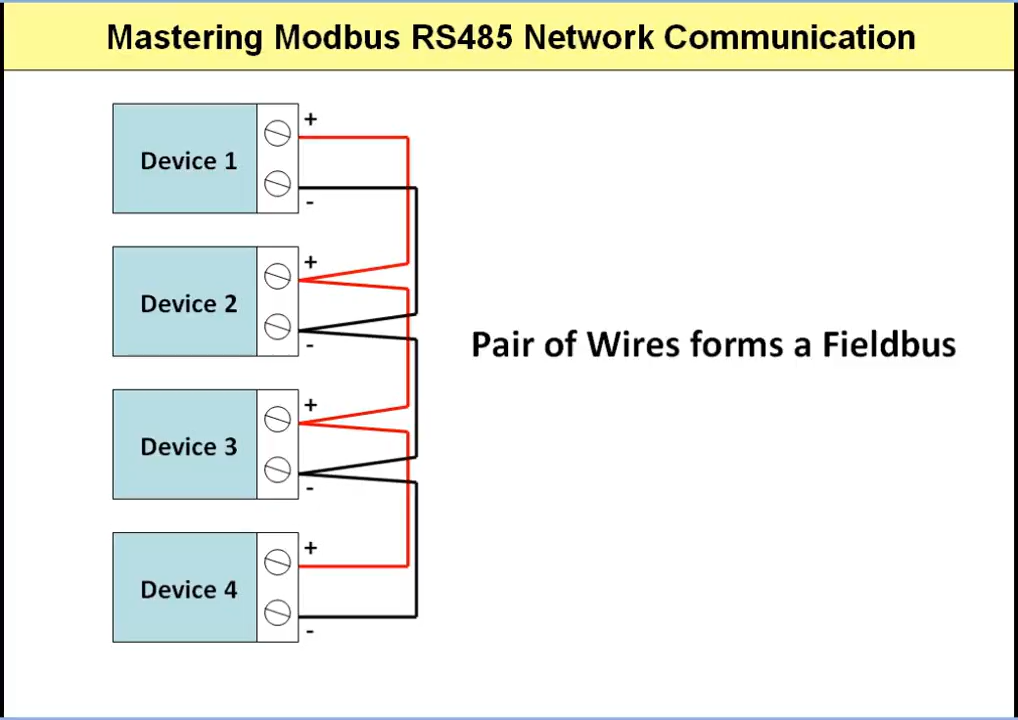 Mastering Modbus RS485 Network Communication
+
Device 1
-
+
Device 2
-
Pair of Wires forms a Fieldbus
+
Device 3
-
+
Device 4
-